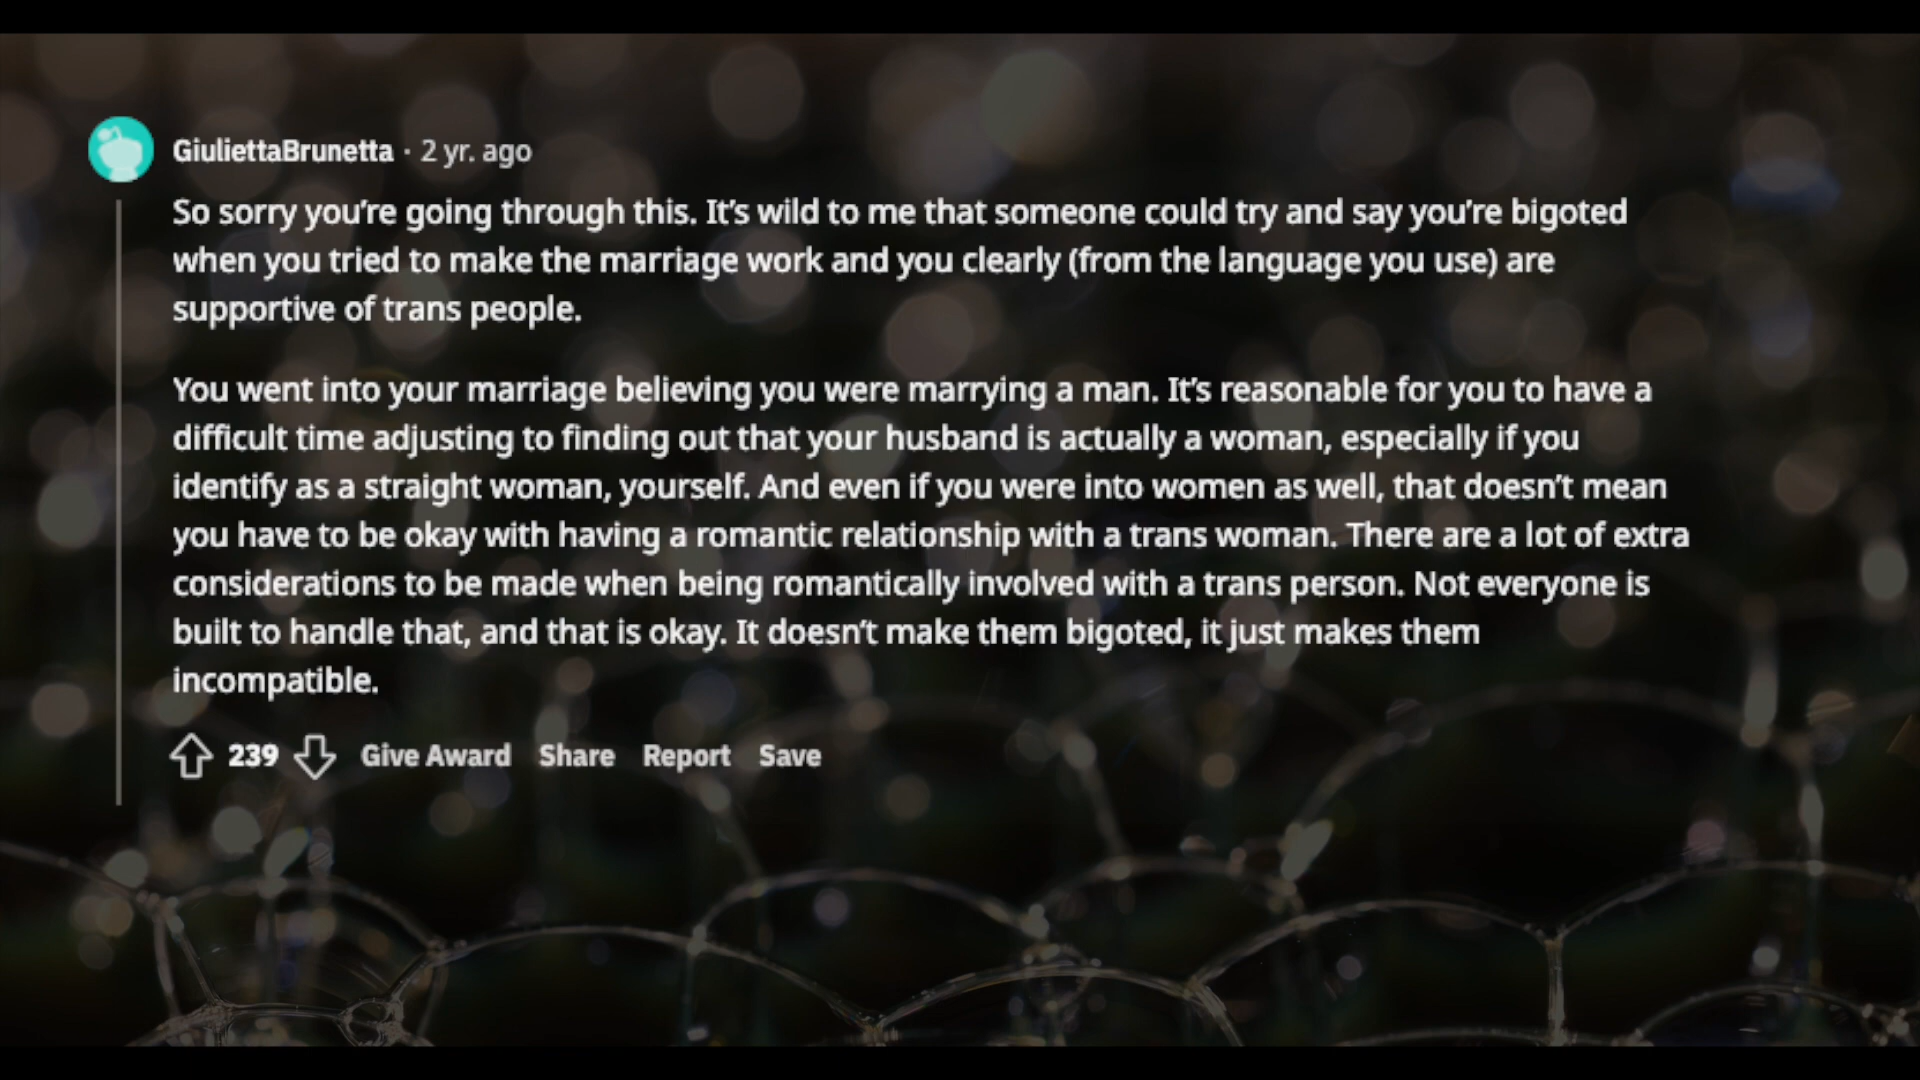 GiuliettaBrunetta · 2 yr. ago
So sorry you're going through this. It's wild to me that someone could try and say you're bigoted
when you tried to make the marriage work and you clearly (from the language you use) are
supportive of trans people.
You went into your marriage believing you were marrying a man. It's reasonable for you to have a
difficult time adjusting to finding out that your husband is actually a woman, especially if you
identify as a straight woman, yourself. And even if you were into women as well, that doesn't mean
you have to be okay with having a romantic relationship with a trans woman. There are a lot of extra
considerations to be made when being romantically involved with a trans person. Not everyone is
built to handle that, and that is okay. It doesn't make them bigoted, it just makes them
incompatible.
239 Give Award Share Report Save